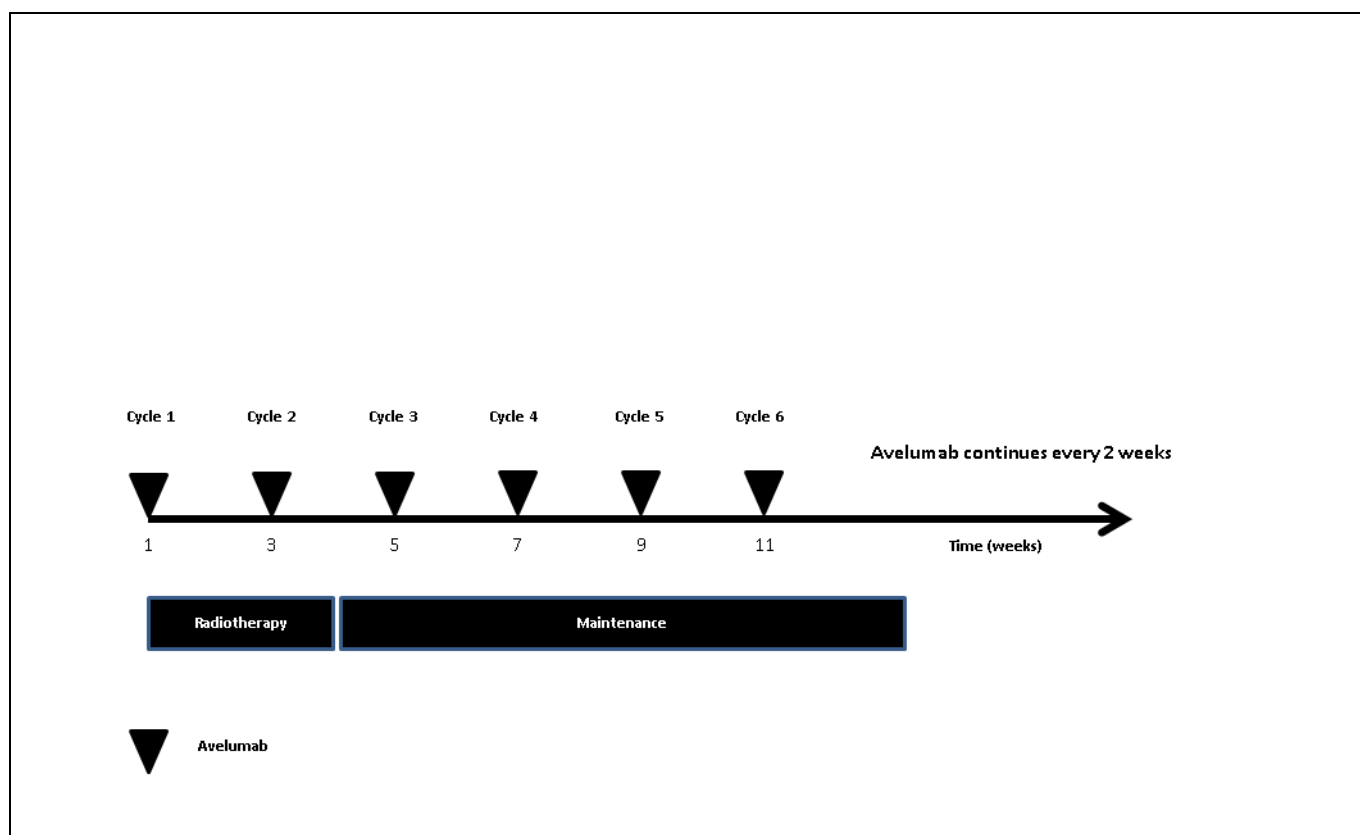 Cycle 1 Cycle 2 Cycle 3 Cycle 4 Cycle 5 Cycle 6
Avelumab continues every 2 weeks
1 3 5 7 9 11 Time (weeks)
Radiotherapy Maintenance
Avelumab